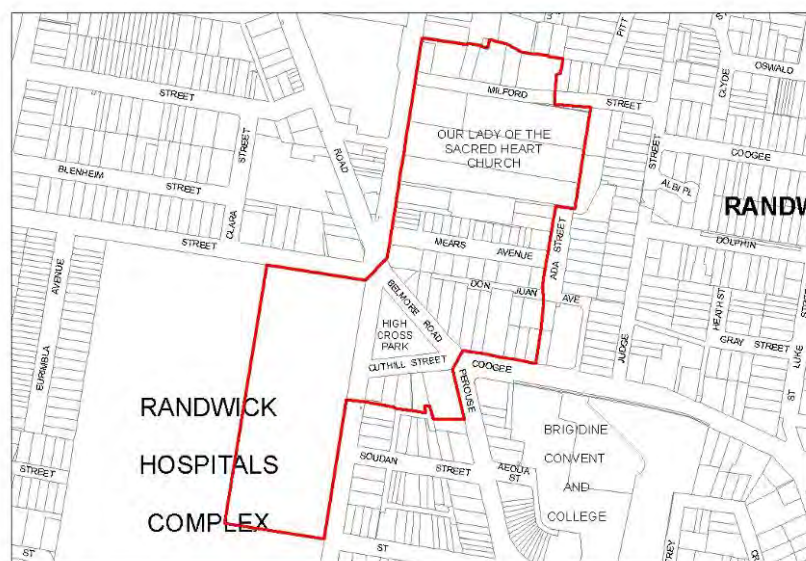 PITT
S
OSWALD
CLYDE
STREET
MILFORD
STREET
OUR LADY OF THE
SACRED HEART
CHURCH
ROAD
STREET
STREET
COOGEE
BLENHEIM
STREET
ALBI PL
RANDW
CLARA
STREET
MEARS
AVENUE
ADA STREET
DOLPHIN
AVENUE
BURMBLA
BELMORE ROAD
DON JUAN AVE
HEATH ST
HIGH
CROSS
PARK
GRAY STREET
LUKE
ST
JUDGE
CUTHILL STREET
COOGEE
PEROUSE
RANDWICK
HOSPITALS
COMPLEX
BRIGIDINE
CONVENT
AND
COLLEGE
SOUDAN STREET
AEOLIA
ST
STREET
ST
ST